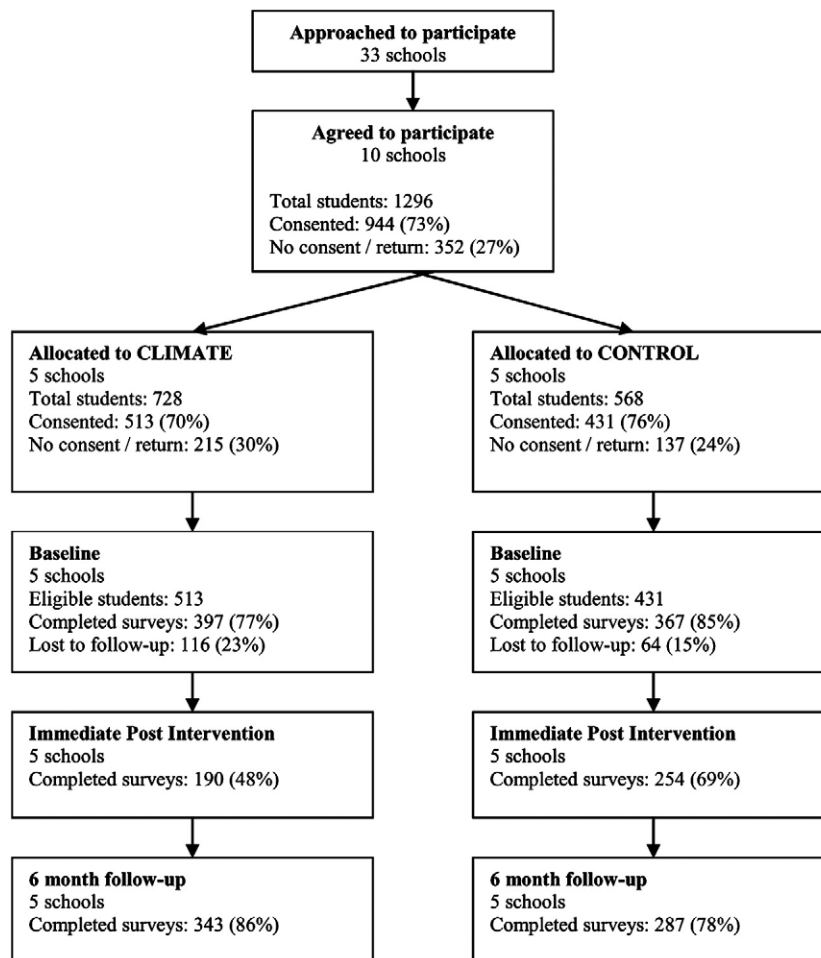 Approached to participate
33 schools
Agreed to participate
10 schools
Total students: 1296
Consented: 944 (73%)
No consent / return: 352 (27%)
Allocated to CLIMATE
5 schools
Total students: 728
Consented: 513 (70%)
No consent / return: 215 (30%)
Allocated to CONTROL
5 schools
Total students: 568
Consented: 431 (76%)
No consent / return: 137 (24%)
Baseline
5 schools
Eligible students: 513
Completed surveys: 397 (77%)
Lost to follow-up: 116 (23%)
Baseline
5 schools
Eligible students: 431
Completed surveys: 367 (85%)
Lost to follow-up: 64 (15%)
Immediate Post Intervention
5 schools
Completed surveys: 190 (48%)
Immediate Post Intervention
5 schools
Completed surveys: 254 (69%)
6 month follow-up
5 schools
Completed surveys: 343 (86%)
6 month follow-up
5 schools
Completed surveys: 287 (78%)